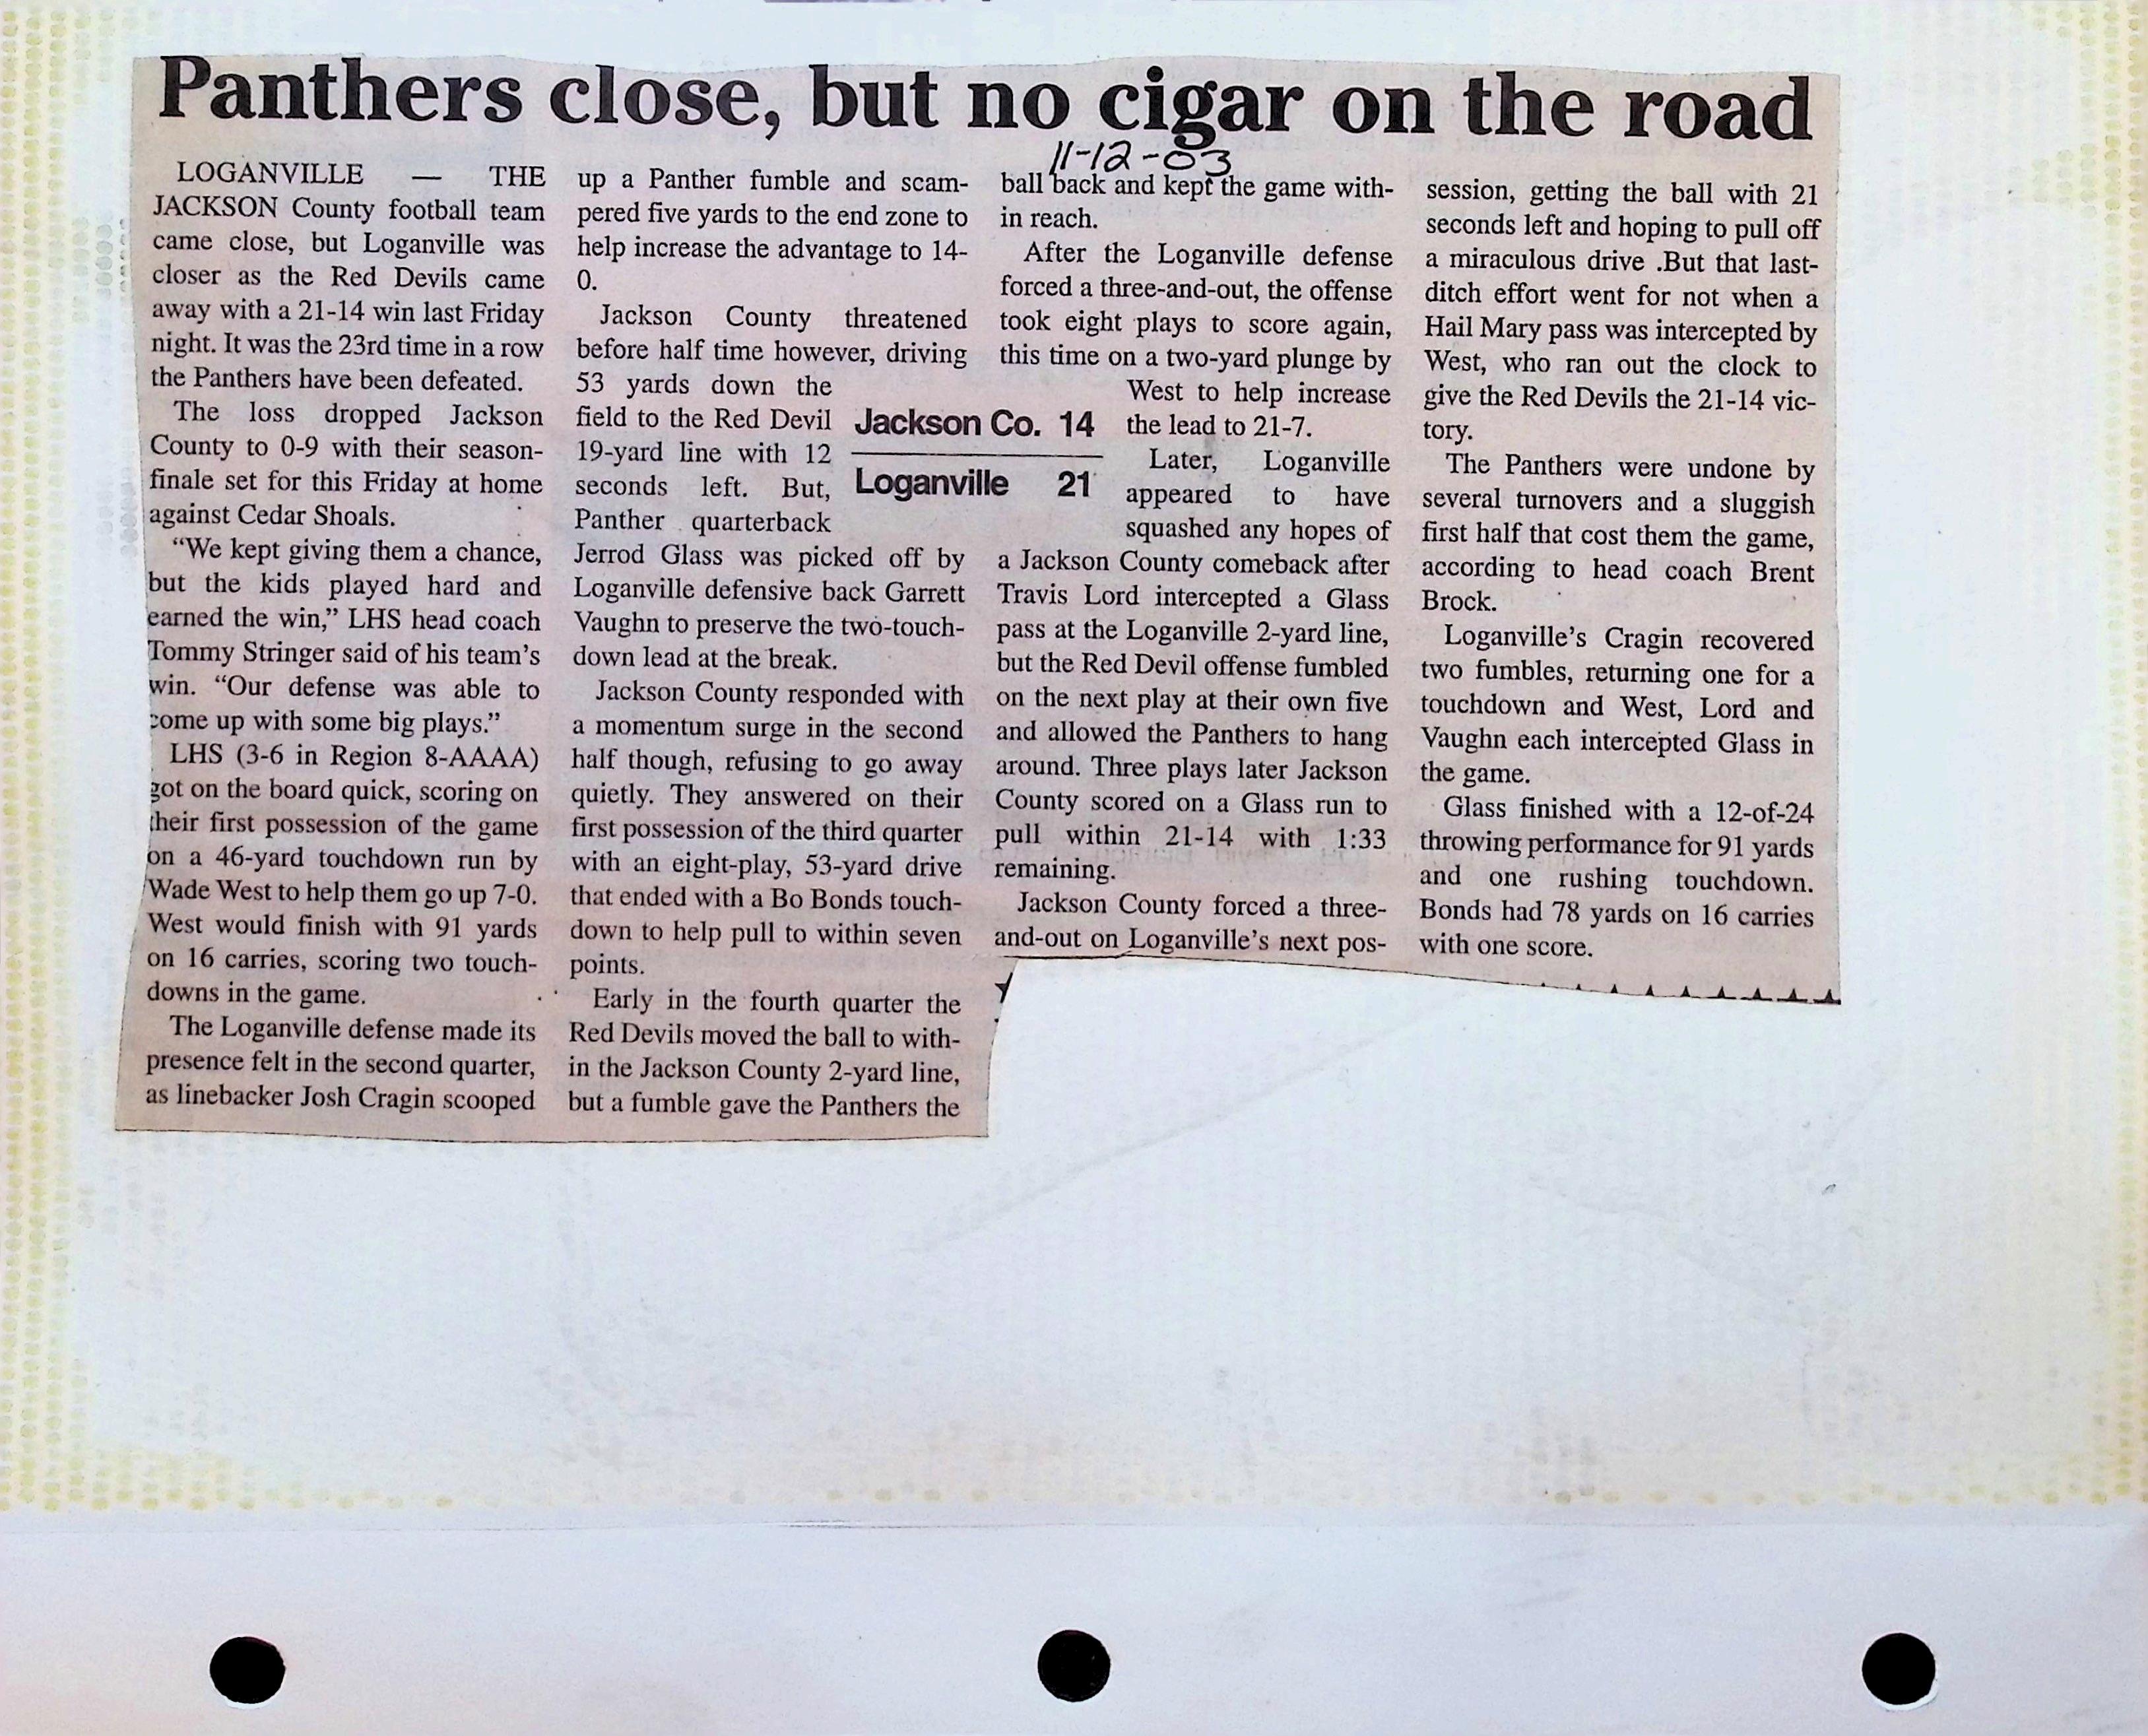 Panthers close, but no cigar on the road
11-12-03
LOGANVILLE — THE
JACKSON County football team
came close, but Loganville was
closer as the Red Devils came
away with a 21-14 win last Friday
night. It was the 23rd time in a row
the Panthers have been defeated.
The loss dropped Jackson
County to 0-9 with their season-
finale set for this Friday at home
against Cedar Shoals.
“We kept giving them a chance,
but the kids played hard and
earned the win,” LHS head coach
Tommy Stringer said of his team’s
win. “Our defense was able to
come up with some big plays.”
LHS (3-6 in Region 8-AAAA)
got on the board quick, scoring on
their first possession of the game
on a 46-yard touchdown run by
Wade West to help them go up 7-0.
West would finish with 91 yards
on 16 carries, scoring two touch-
downs in the game.
The Loganville defense made its
presence felt in the second quarter,
as linebacker Josh Cragin scooped
up a Panther fumble and scam-
pered five yards to the end zone to
help increase the advantage to 14-
0.
Jackson County threatened
before half time however, driving
53 yards down the
field to the Red Devil
19-yard line with 12
seconds left. But,
Panther quarterback
Jerrod Glass was picked off by
Loganville defensive back Garrett
Vaughn to preserve the two-touch-
down lead at the break.
Jackson County responded with
a momentum surge in the second
half though, refusing to go away
quietly. They answered on their
first possession of the third quarter
with an eight-play, 53-yard drive
that ended with a Bo Bonds touch-
down to help pull to within seven
points.
Early in the fourth quarter the
Red Devils moved the ball to with-
in the Jackson County 2-yard line,
but a fumble gave the Panthers the
Jackson Co. 14
Loganville 21
ball back and kept the game with-
in reach.
After the Loganville defense
forced a three-and-out, the offense
took eight plays to score again,
this time on a two-yard plunge by
West to help increase
the lead to 21-7.
Later, Loganville
appeared to have
squashed any hopes of
a Jackson County comeback after
Travis Lord intercepted a Glass
pass at the Loganville 2-yard line,
but the Red Devil offense fumbled
on the next play at their own five
and allowed the Panthers to hang
around. Three plays later Jackson
County scored on a Glass run to
pull within 21-14 with 1:33
remaining.
Jackson County forced a three-
and-out on Loganville’s next pos-
session, getting the ball with 21
seconds left and hoping to pull off
a miraculous drive .But that last-
ditch effort went for not when a
Hail Mary pass was intercepted by
West, who ran out the clock to
give the Red Devils the 21-14 vic-
tory.
The Panthers were undone by
several turnovers and a sluggish
first half that cost them the game,
according to head coach Brent
Brock.
Loganville’s Cragin recovered
two fumbles, returning one for a
touchdown and West, Lord and
Vaughn each intercepted Glass in
the game.
Glass finished with a 12-of-24
throwing performance for 91 yards
and one rushing touchdown.
Bonds had 78 yards on 16 carries
with one score.